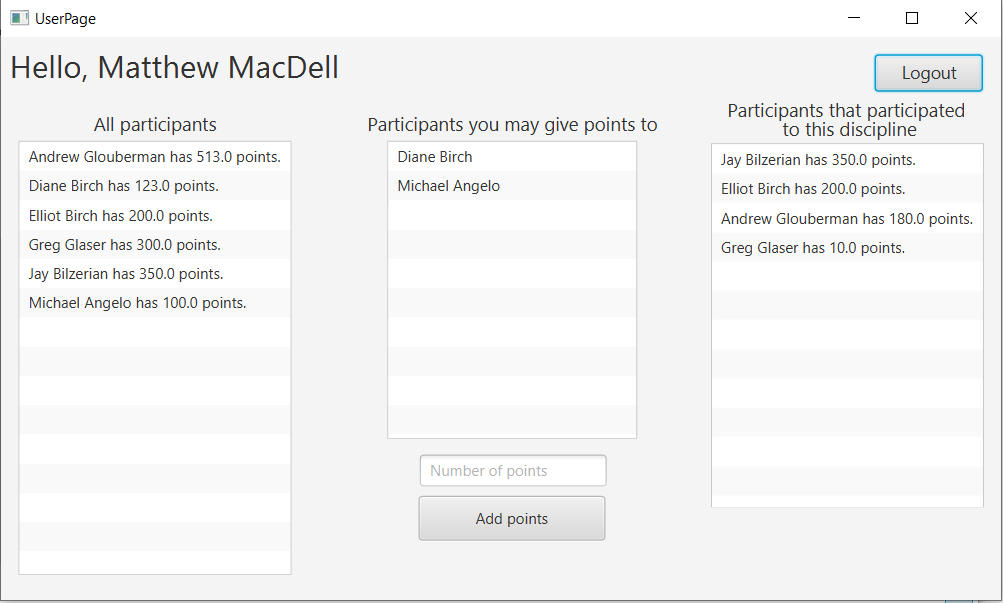 UserPage
Hello, Matthew MacDell
Logout
All participants
Andrew Glouberman has 513.0 points.
Diane Birch has 123.0 points.
Elliot Birch has 200.0 points.
Greg Glaser has 300.0 points.
Jay Bilzerian has 350.0 points.
Michael Angelo has 100.0 points.
Participants you may give points to
Diane Birch
Michael Angelo
Number of points
Add points
Participants that participated
to this discipline
Jay Bilzerian has 350.0 points.
Elliot Birch has 200.0 points.
Andrew Glouberman has 180.0 points.
Greg Glaser has 10.0 points.